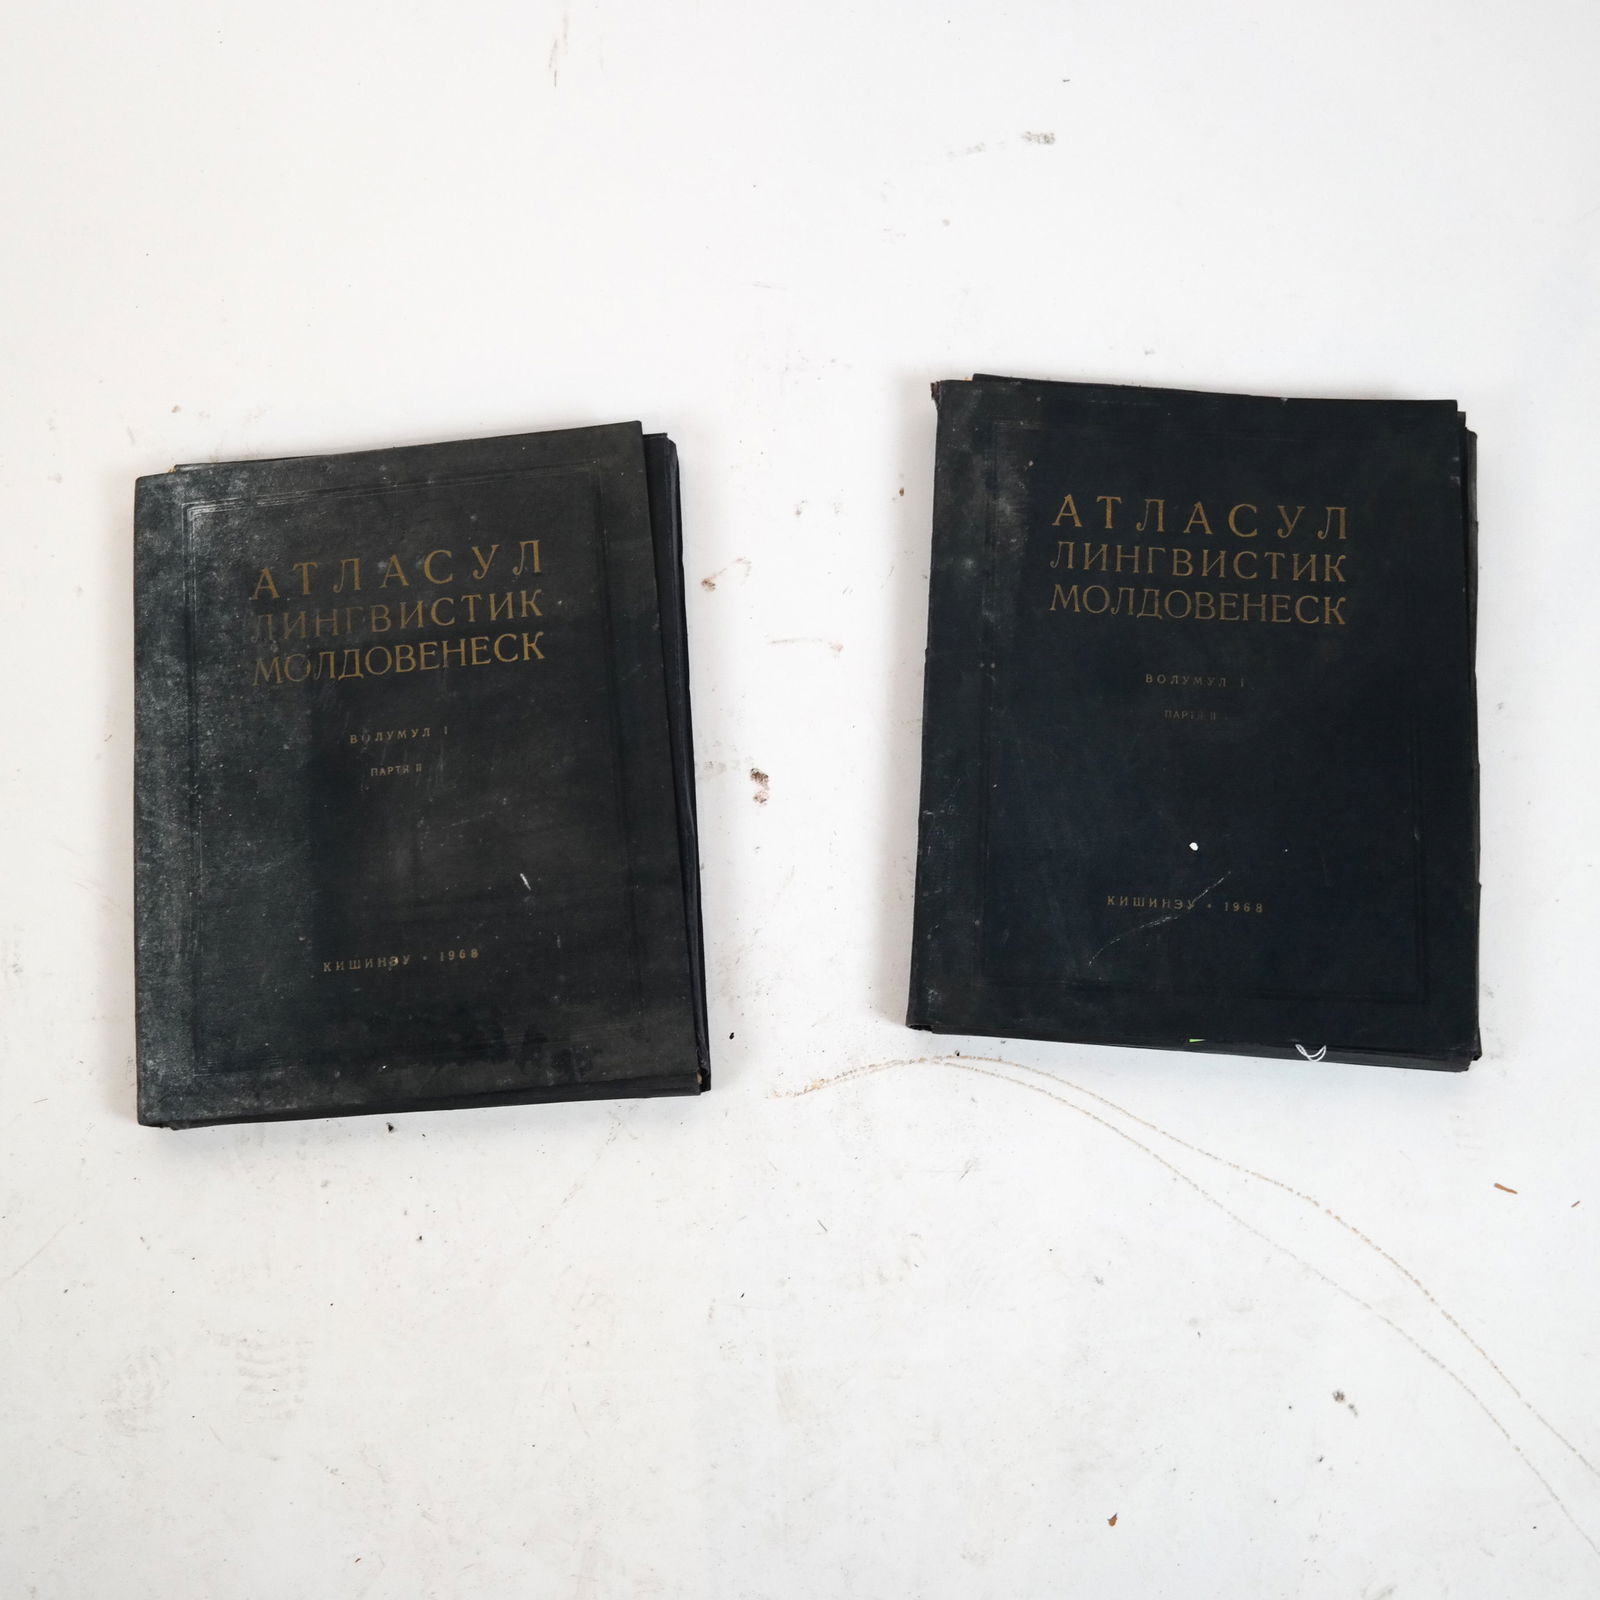 АТЛАСУЛ
ЛИНГВИСТИК
МОЛДОВЕНЕСК
ВОЛУМУЛ I
ПАРТЯ II
КИШИНЭУ • 1968
АТЛАСУЛ
ЛИНГВИСТИК
МОЛДОВЕНЕСК
ВОЛУМУЛ I
ПАРТЯ II
КИШИНЭУ • 1968